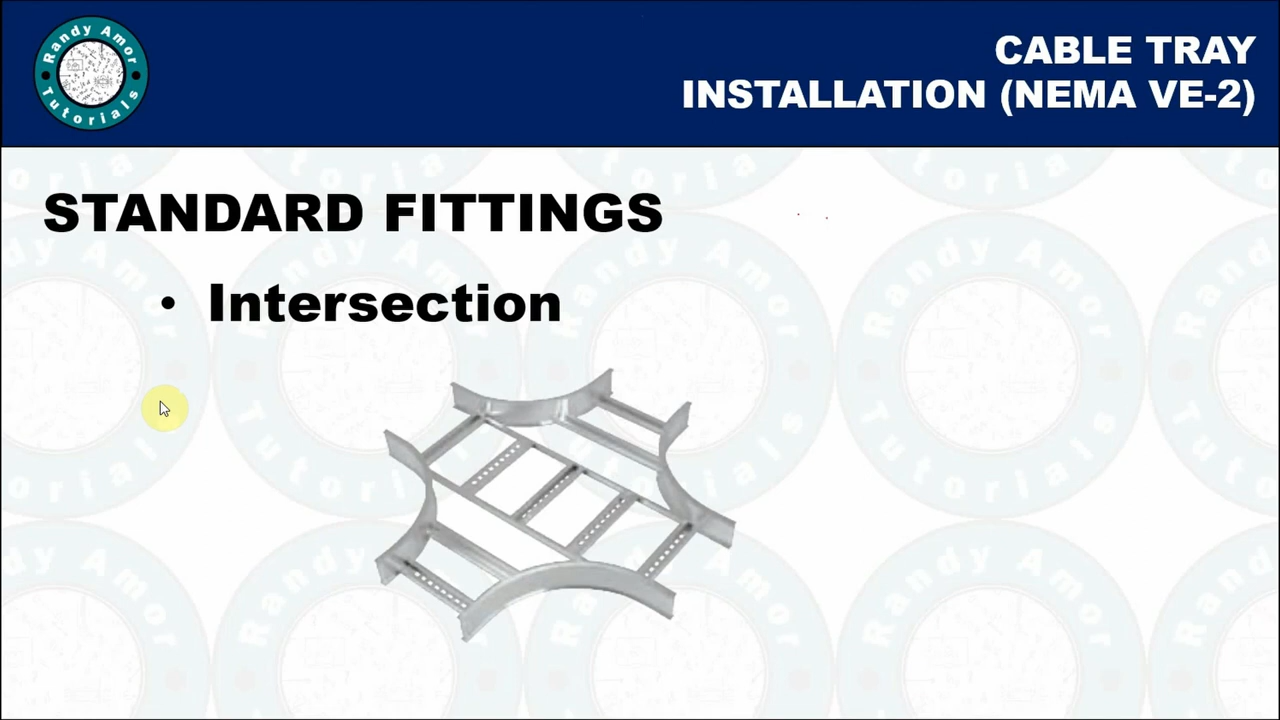 Randy Amor
Tutorials
CABLE TRAY
INSTALLATION (NEMA VE-2)
STANDARD FITTINGS
• Intersection